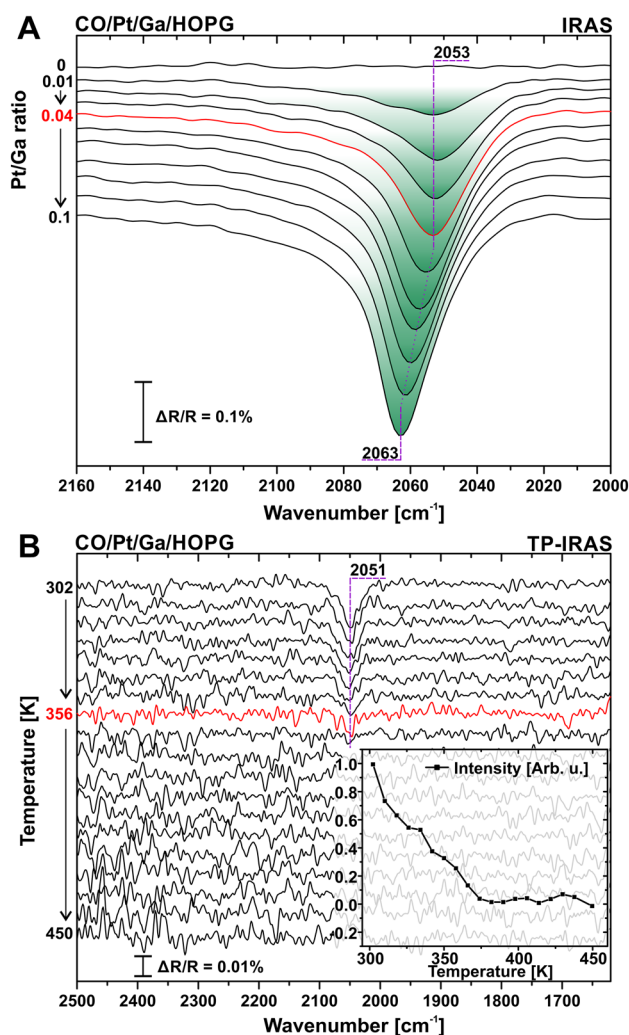 A CO/Pt/Ga/HOPG IRAS
2053
0
0.01
0.04
0.1
Pt/Ga ratio
ΔR/R = 0.1%
2063
2160 2140 2120 2100 2080 2060 2040 2020 2000
Wavenumber [cm⁻¹]
B CO/Pt/Ga/HOPG TP-IRAS
2051
302
356
450
Temperature [K]
Intensity [Arb. u.]
1.0
0.8
0.6
0.4
0.2
0.0
0.2
300 350 400 450
Temperature [K]
ΔR/R = 0.01%
2500 2400 2300 2200 2100 2000 1900 1800 1700
Wavenumber [cm⁻¹]